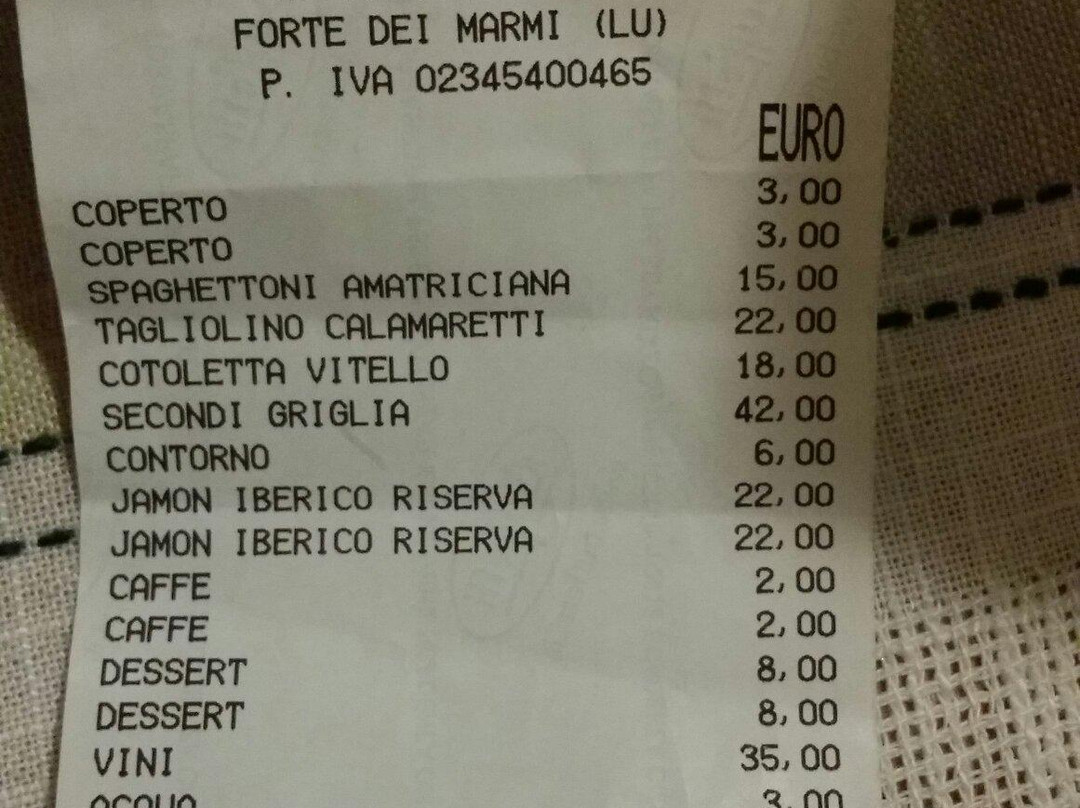 FORTE DEI MARMI (LU)
P. IVA 02345400465
EURO
COPERTO 3,00
COPERTO 3,00
SPAGHETTONI AMATRICIANA 15,00
TAGLIOLINO CALAMARETTI 22,00
COTOLETTA VITELLO 18,00
SECONDI GRIGLIA 42,00
CONTORNO 6,00
JAMON IBERICO RISERVA 22,00
JAMON IBERICO RISERVA 22,00
CAFFE 2,00
CAFFE 2,00
DESSERT 8,00
DESSERT 8,00
VINI 35,00
ACQUA 3,00